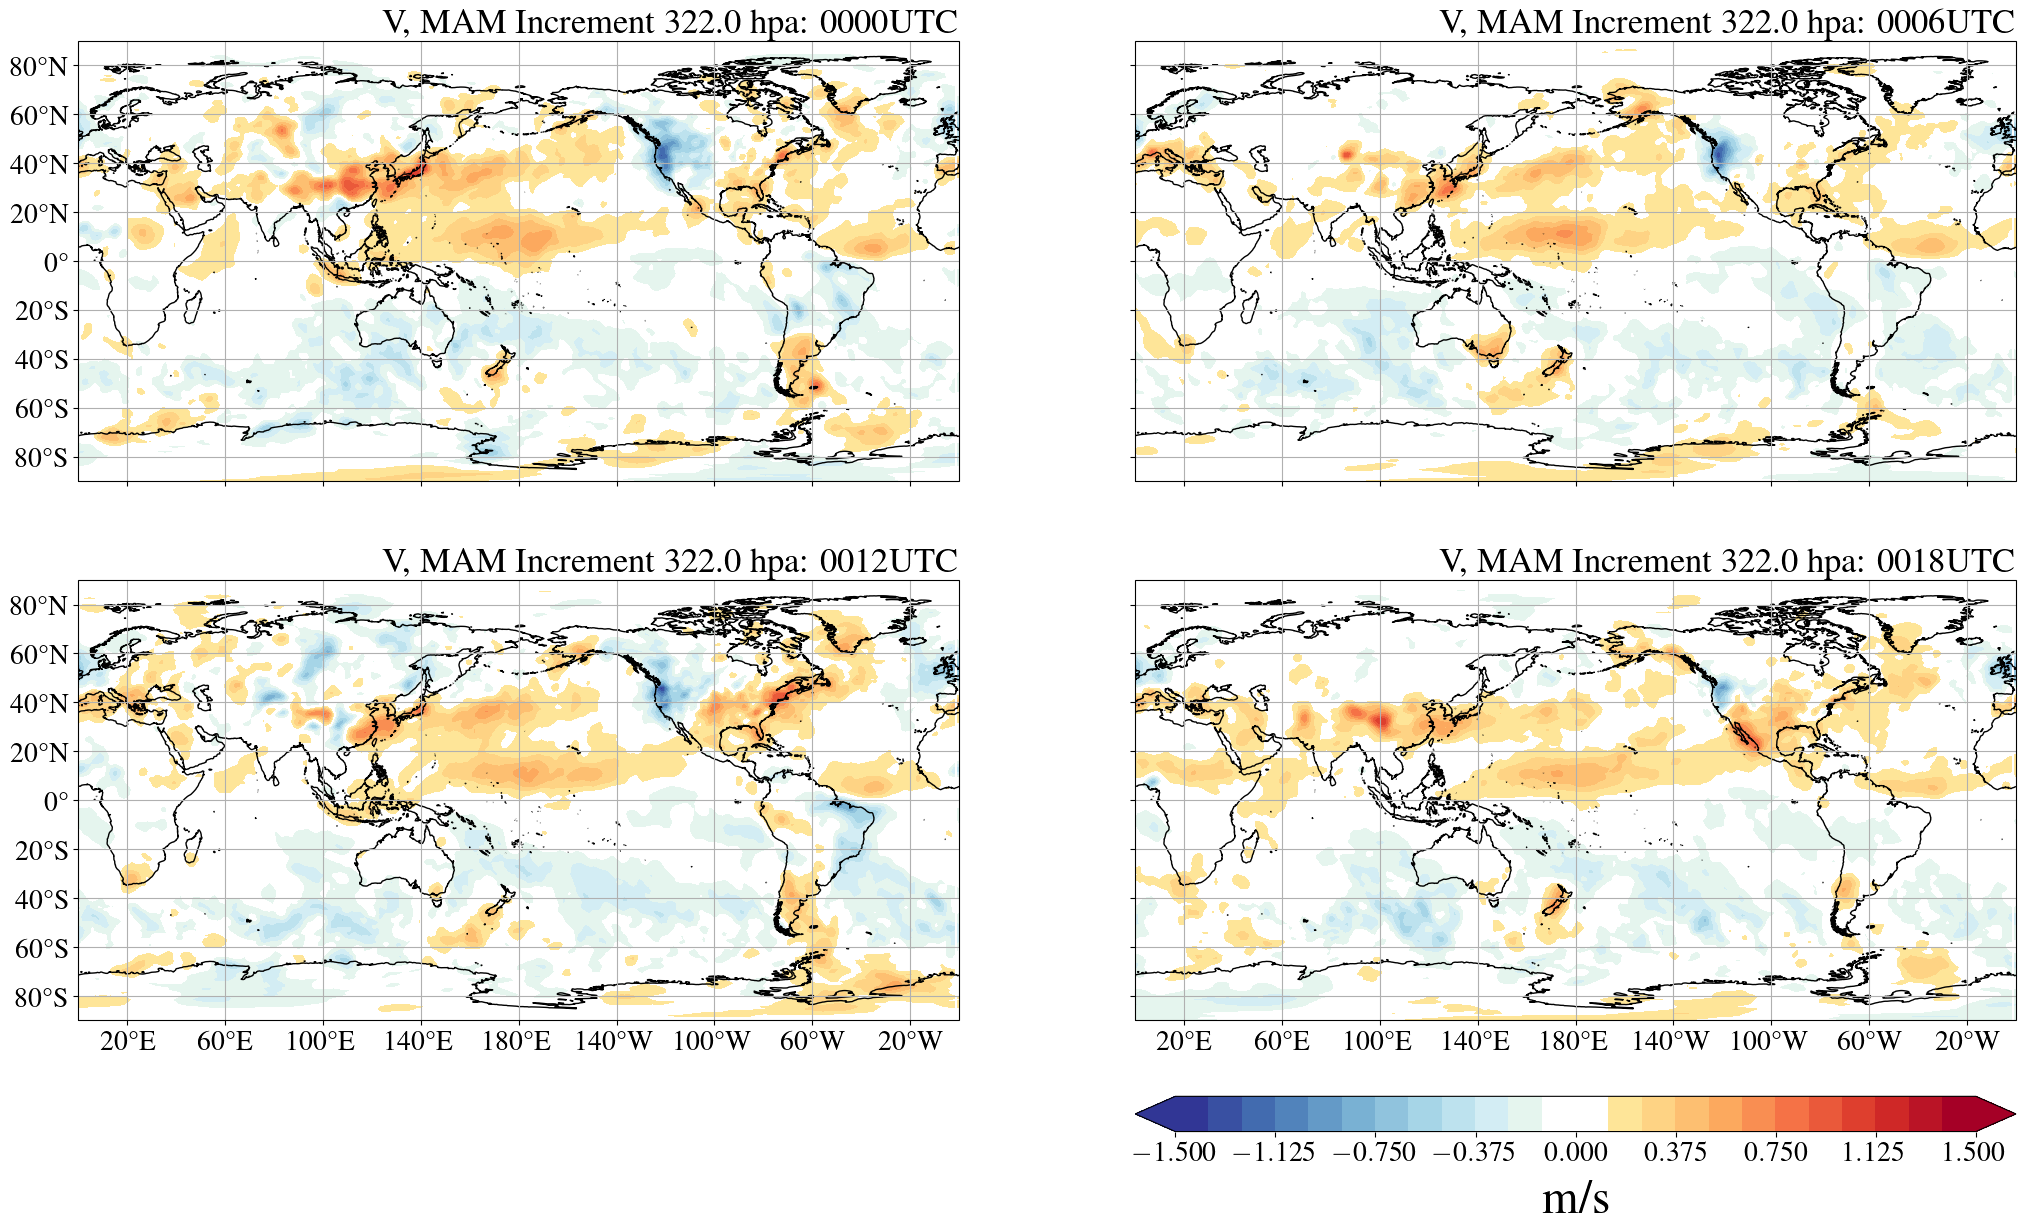 V, MAM Increment 322.0 hpa: 0000UTC
V, MAM Increment 322.0 hpa: 0006UTC
80°N
60°N
40°N
20°N
0°
20°S
40°S
60°S
80°S
V, MAM Increment 322.0 hpa: 0012UTC
V, MAM Increment 322.0 hpa: 0018UTC
80°N
60°N
40°N
20°N
0°
20°S
40°S
60°S
80°S
20°E 60°E 100°E 140°E 180°E 140°W 100°W 60°W 20°W
20°E 60°E 100°E 140°E 180°E 140°W 100°W 60°W 20°W
−1.500 −1.125 −0.750 −0.375 0.000 0.375 0.750 1.125 1.500
m/s